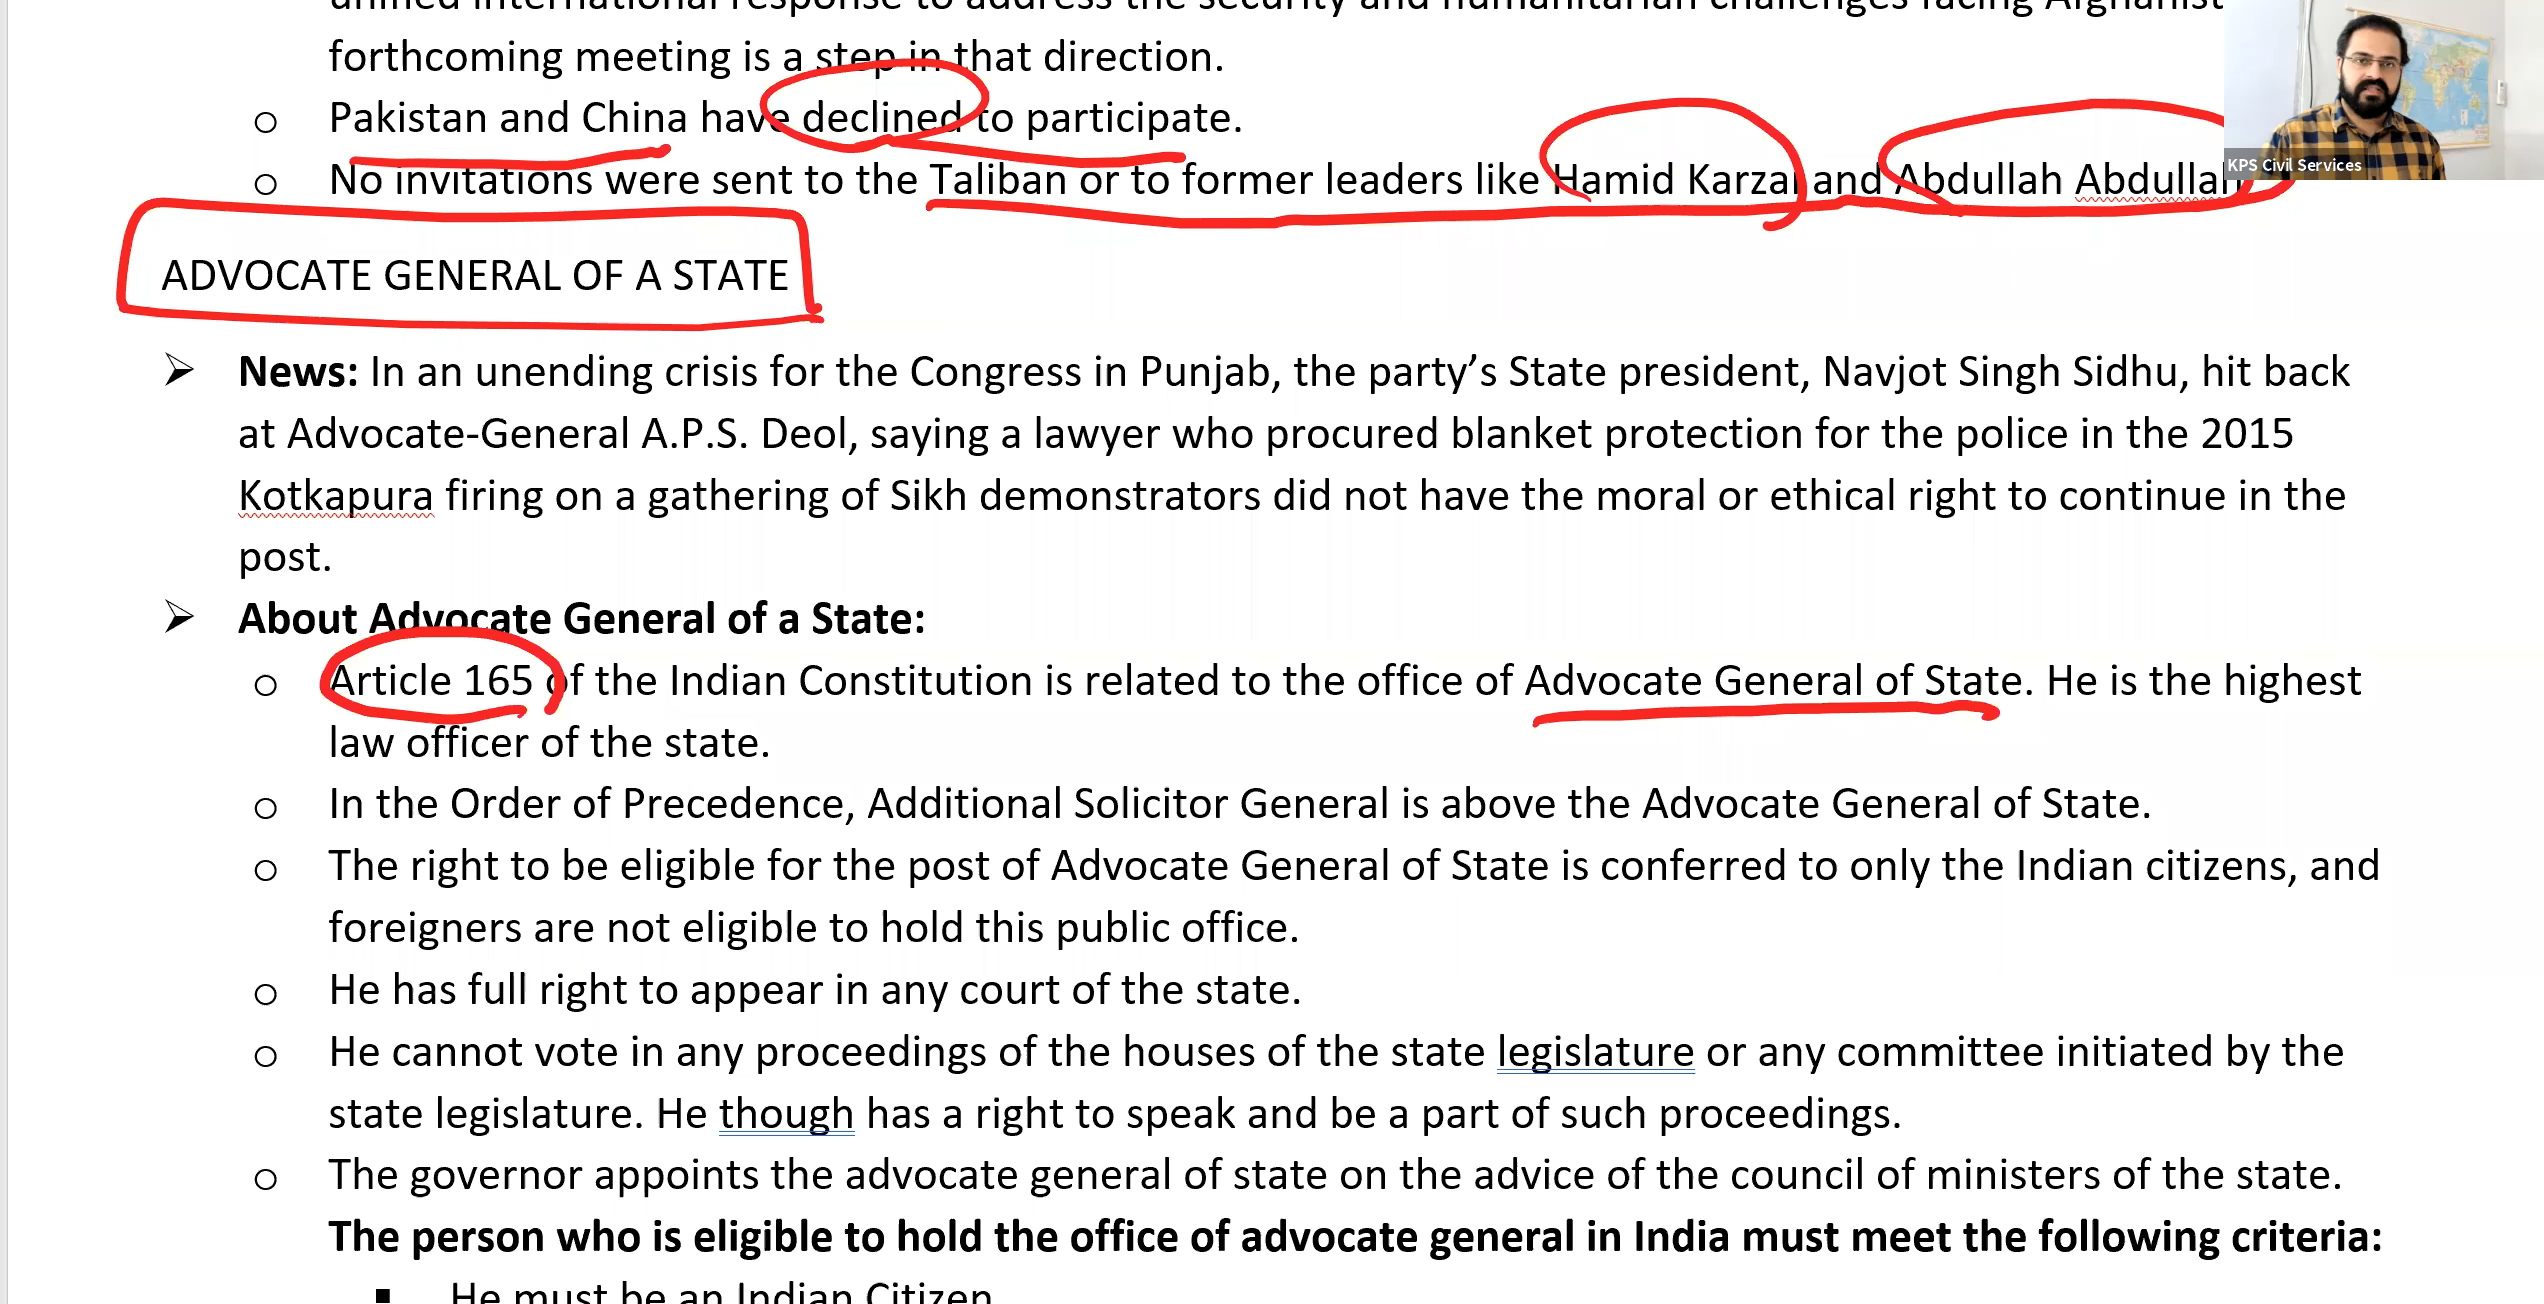 unified international response to address the security and humanitarian challenges facing
forthcoming meeting is a step in that direction.
o Pakistan and China have declined to participate.
o No invitations were sent to the Taliban or to former leaders like Hamid Karzai and Abdullah Abdullah
KPS Civil Services
ADVOCATE GENERAL OF A STATE
➢ News: In an unending crisis for the Congress in Punjab, the party’s State president, Navjot Singh Sidhu, hit back
at Advocate-General A.P.S. Deol, saying a lawyer who procured blanket protection for the police in the 2015
Kotkapura firing on a gathering of Sikh demonstrators did not have the moral or ethical right to continue in the
post.
➢ About Advocate General of a State:
o Article 165 of the Indian Constitution is related to the office of Advocate General of State. He is the highest
law officer of the state.
o In the Order of Precedence, Additional Solicitor General is above the Advocate General of State.
o The right to be eligible for the post of Advocate General of State is conferred to only the Indian citizens, and
foreigners are not eligible to hold this public office.
o He has full right to appear in any court of the state.
o He cannot vote in any proceedings of the houses of the state legislature or any committee initiated by the
state legislature. He though has a right to speak and be a part of such proceedings.
o The governor appoints the advocate general of state on the advice of the council of ministers of the state.
The person who is eligible to hold the office of advocate general in India must meet the following criteria:
▪ He must be an Indian Citizen